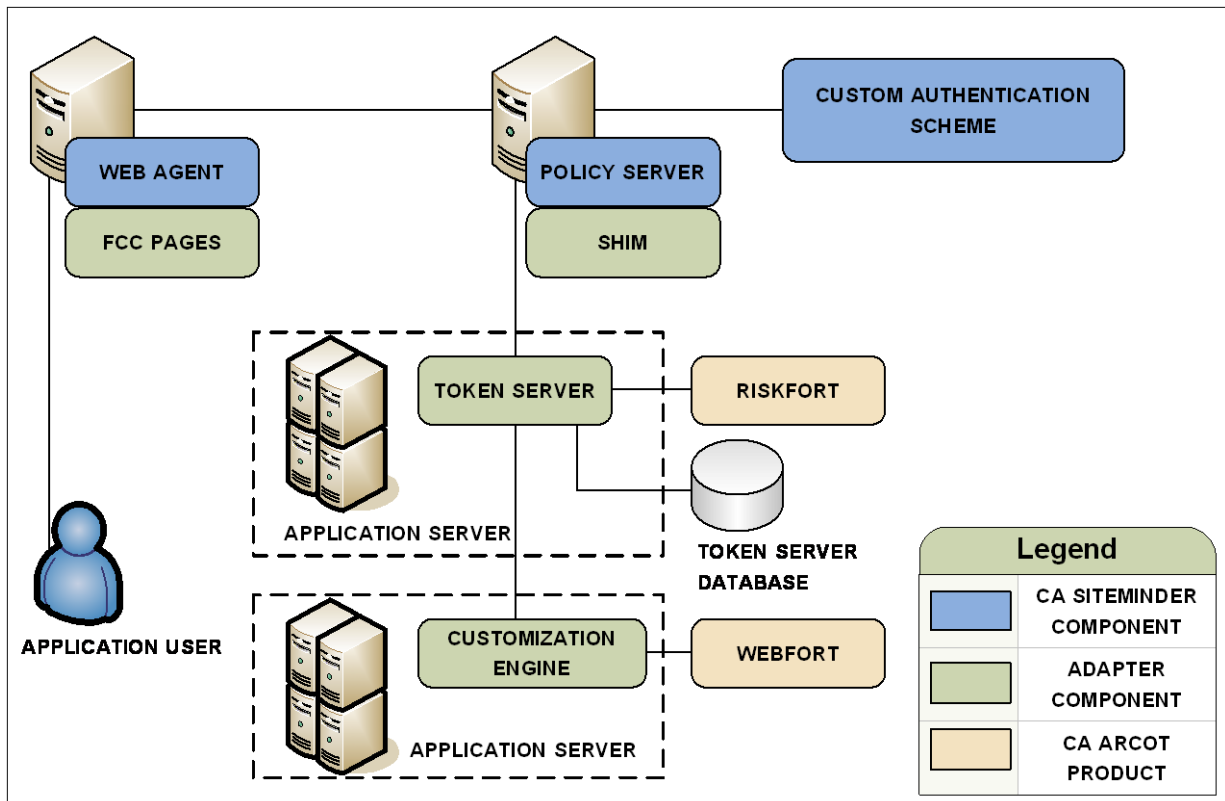 CUSTOM AUTHENTICATION
SCHEME
WEB AGENT
POLICY SERVER
FCC PAGES
SHIM
TOKEN SERVER
RISKFORT
APPLICATION SERVER
TOKEN SERVER
DATABASE
APPLICATION USER
CUSTOMIZATION
ENGINE
WEBFORT
APPLICATION SERVER
Legend
CA SITEMINDER
COMPONENT
ADAPTER
COMPONENT
CA ARCOT
PRODUCT